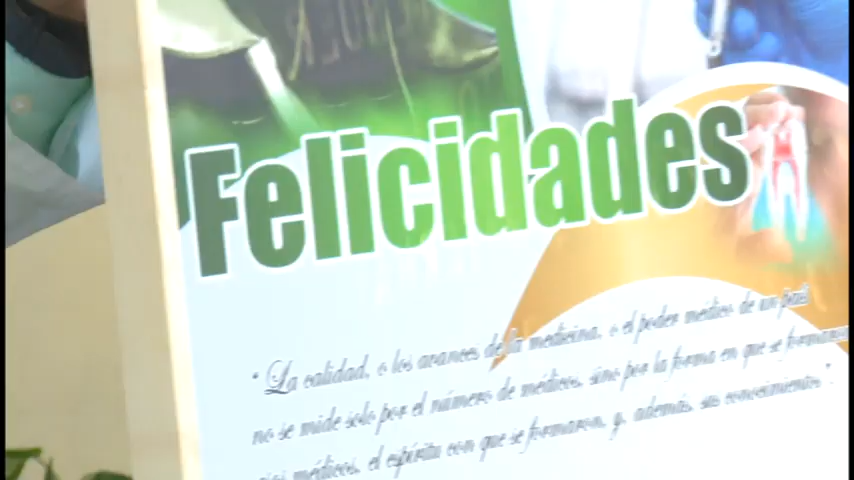 Felicidades
"La calidad, o los avances de la medicina, o el poder médico de un país
no se mide solo por el número de médicos, sino por la forma en que se formaron
médicos, el espíritu con que se formaron, y, además, sus conocimientos".